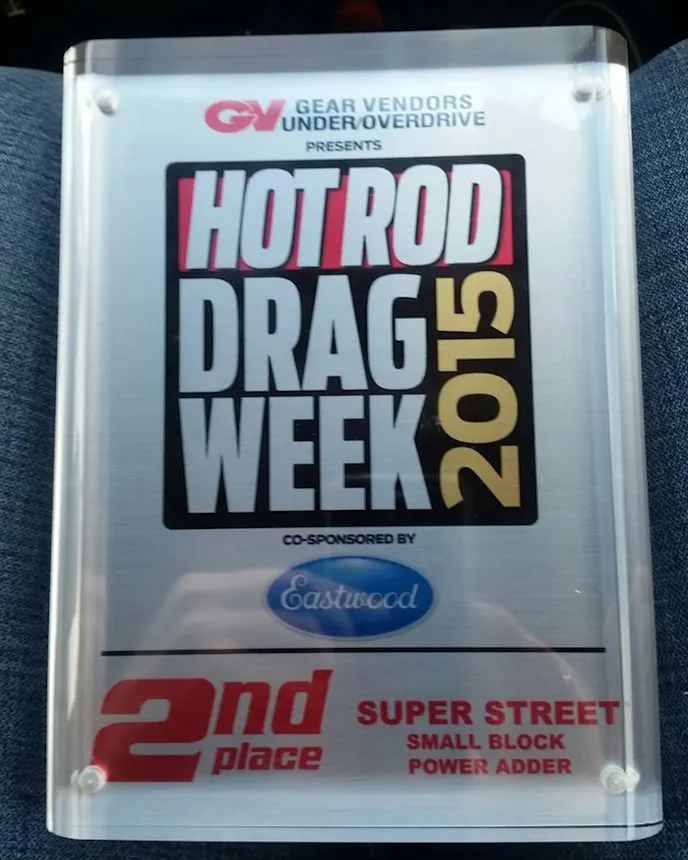 GV GEAR VENDORS
UNDER/OVERDRIVE
PRESENTS
HOT ROD
DRAG
WEEK
2015
CO-SPONSORED BY
Eastwood
2nd
place
SUPER STREET
SMALL BLOCK
POWER ADDER